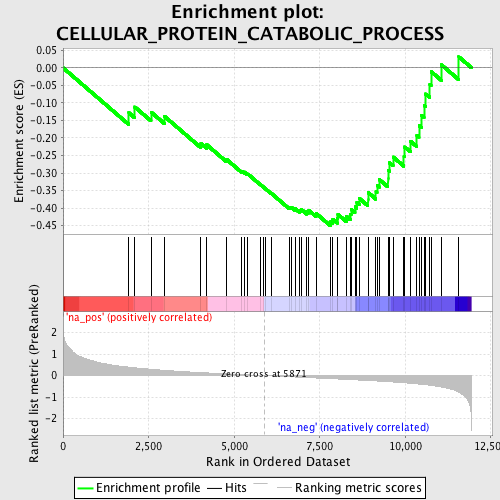 Enrichment plot:
CELLULAR_PROTEIN_CATABOLIC_PROCESS
Enrichment score (ES)
0.05
0.00
-0.05
-0.10
-0.15
-0.20
-0.25
-0.30
-0.35
-0.40
-0.45
'na_pos' (positively correlated)
Ranked list metric (PreRanked)
2
1
0
-1
-2
Zero cross at 5871
'na_neg' (negatively correlated)
0
2,500
5,000
7,500
10,000
12,500
Rank in Ordered Dataset
Enrichment profile
Hits
Ranking metric scores